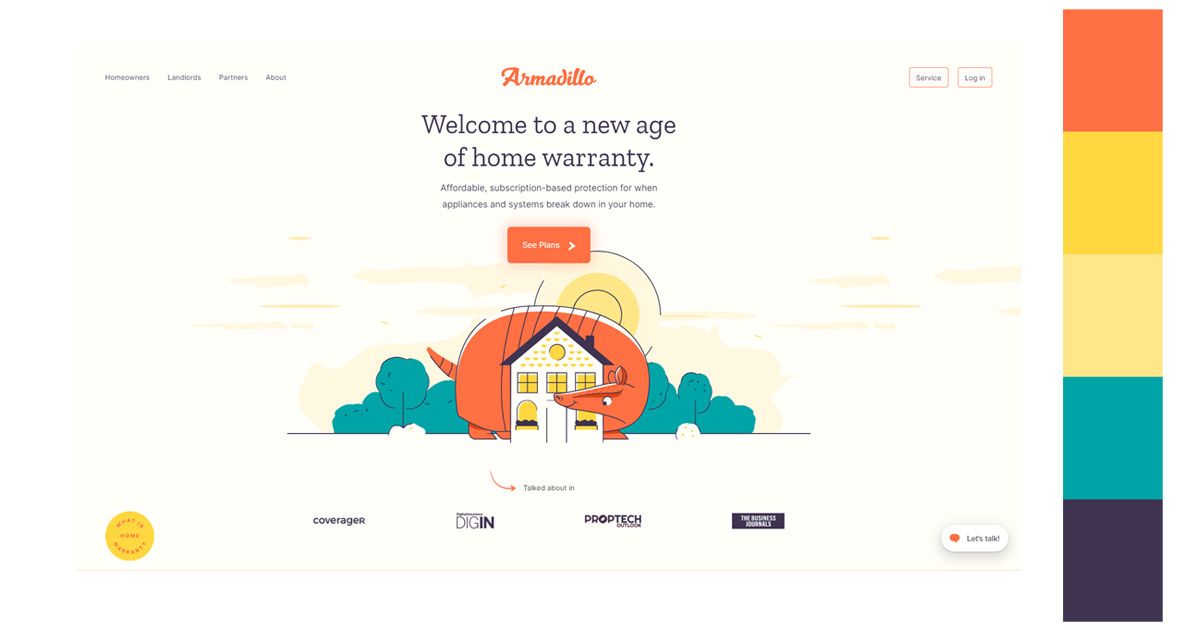 Homeowners Landlords Partners About
Armadillo
Service Log in
Welcome to a new age
of home warranty.
Affordable, subscription-based protection for when
appliances and systems break down in your home.
See Plans
Talked about in
coverager
Digital Insurance
DIGIN
PROPTECH
OUTLOOK
THE BUSINESS
JOURNALS
WHAT IS
HOME
WARRANTY
Let's talk!